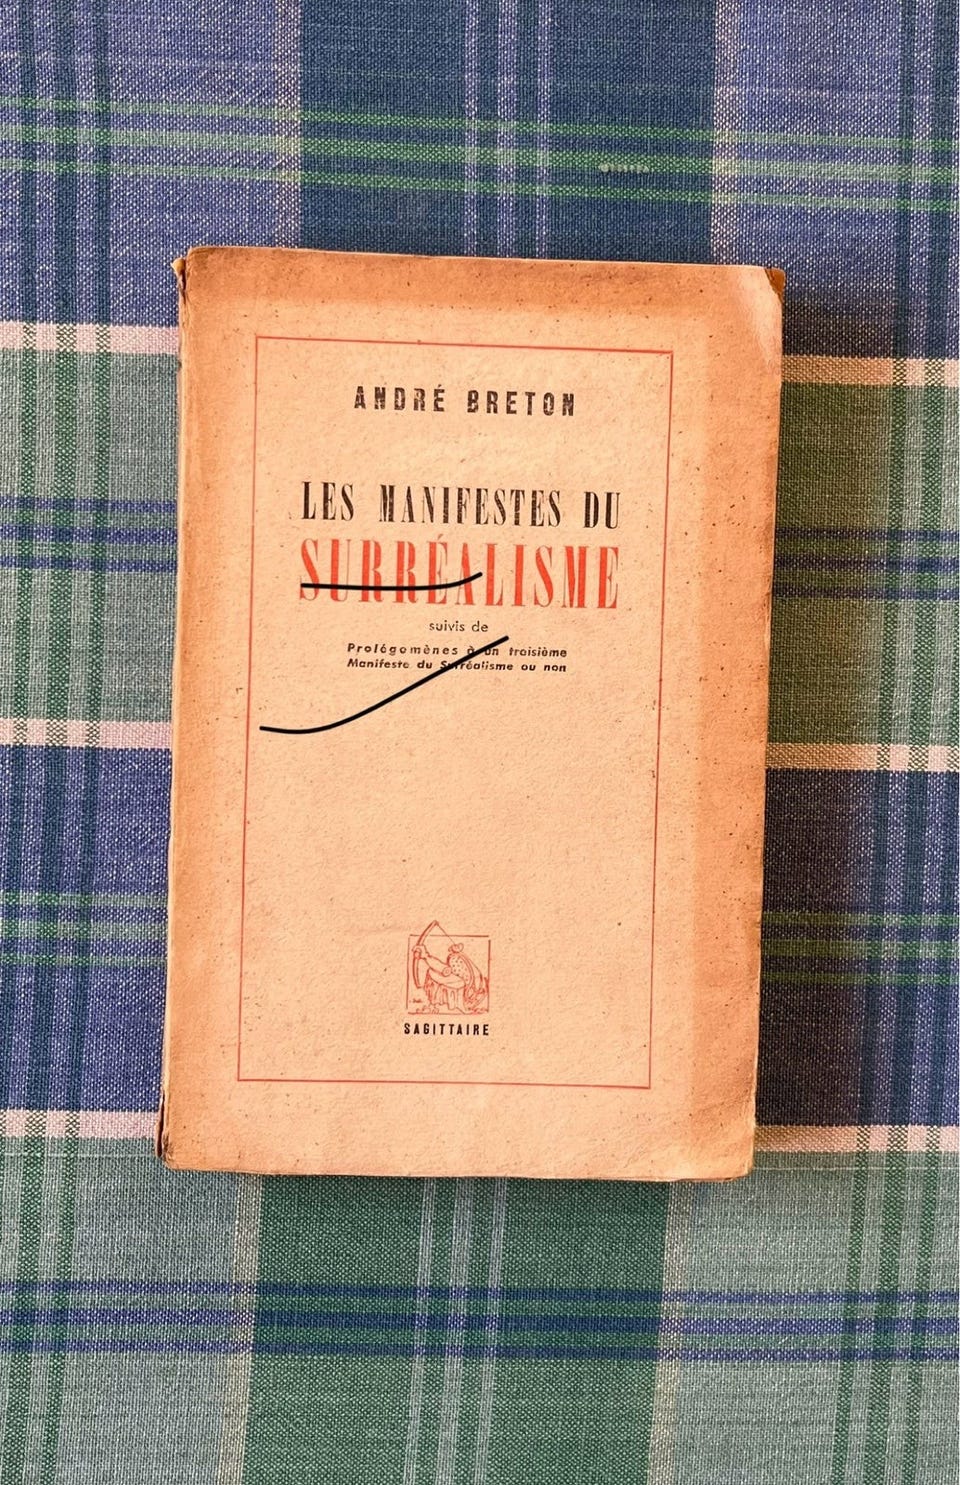 ANDRÉ BRETON
LES MANIFESTES DU
SURRÉALISME
suivis de
Prolégomènes à un troisième
Manifeste du Surréalisme ou non
SAGITTAIRE